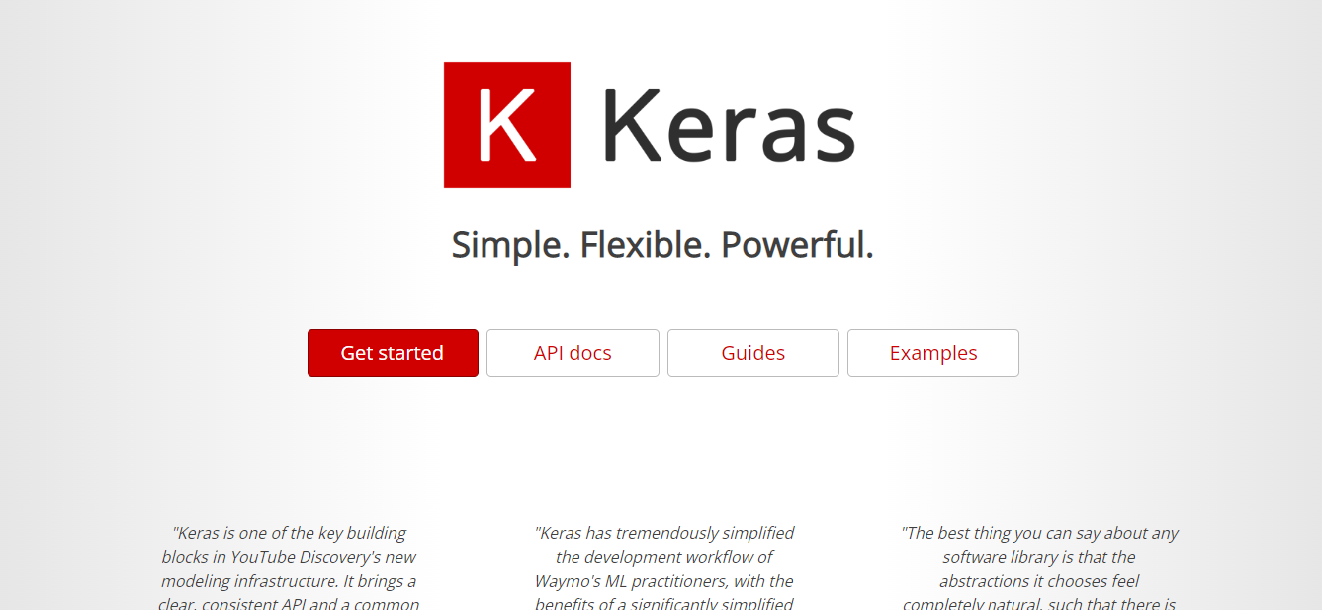 K Keras
Simple. Flexible. Powerful.
Get started
API docs
Guides
Examples
"Keras is one of the key building
blocks in YouTube Discovery's new
modeling infrastructure. It brings a
clear, consistent API and a common
"Keras has tremendously simplified
the development workflow of
Waymo's ML practitioners, with the
benefits of a significantly simplified
"The best thing you can say about any
software library is that the
abstractions it chooses feel
completely natural, such that there is